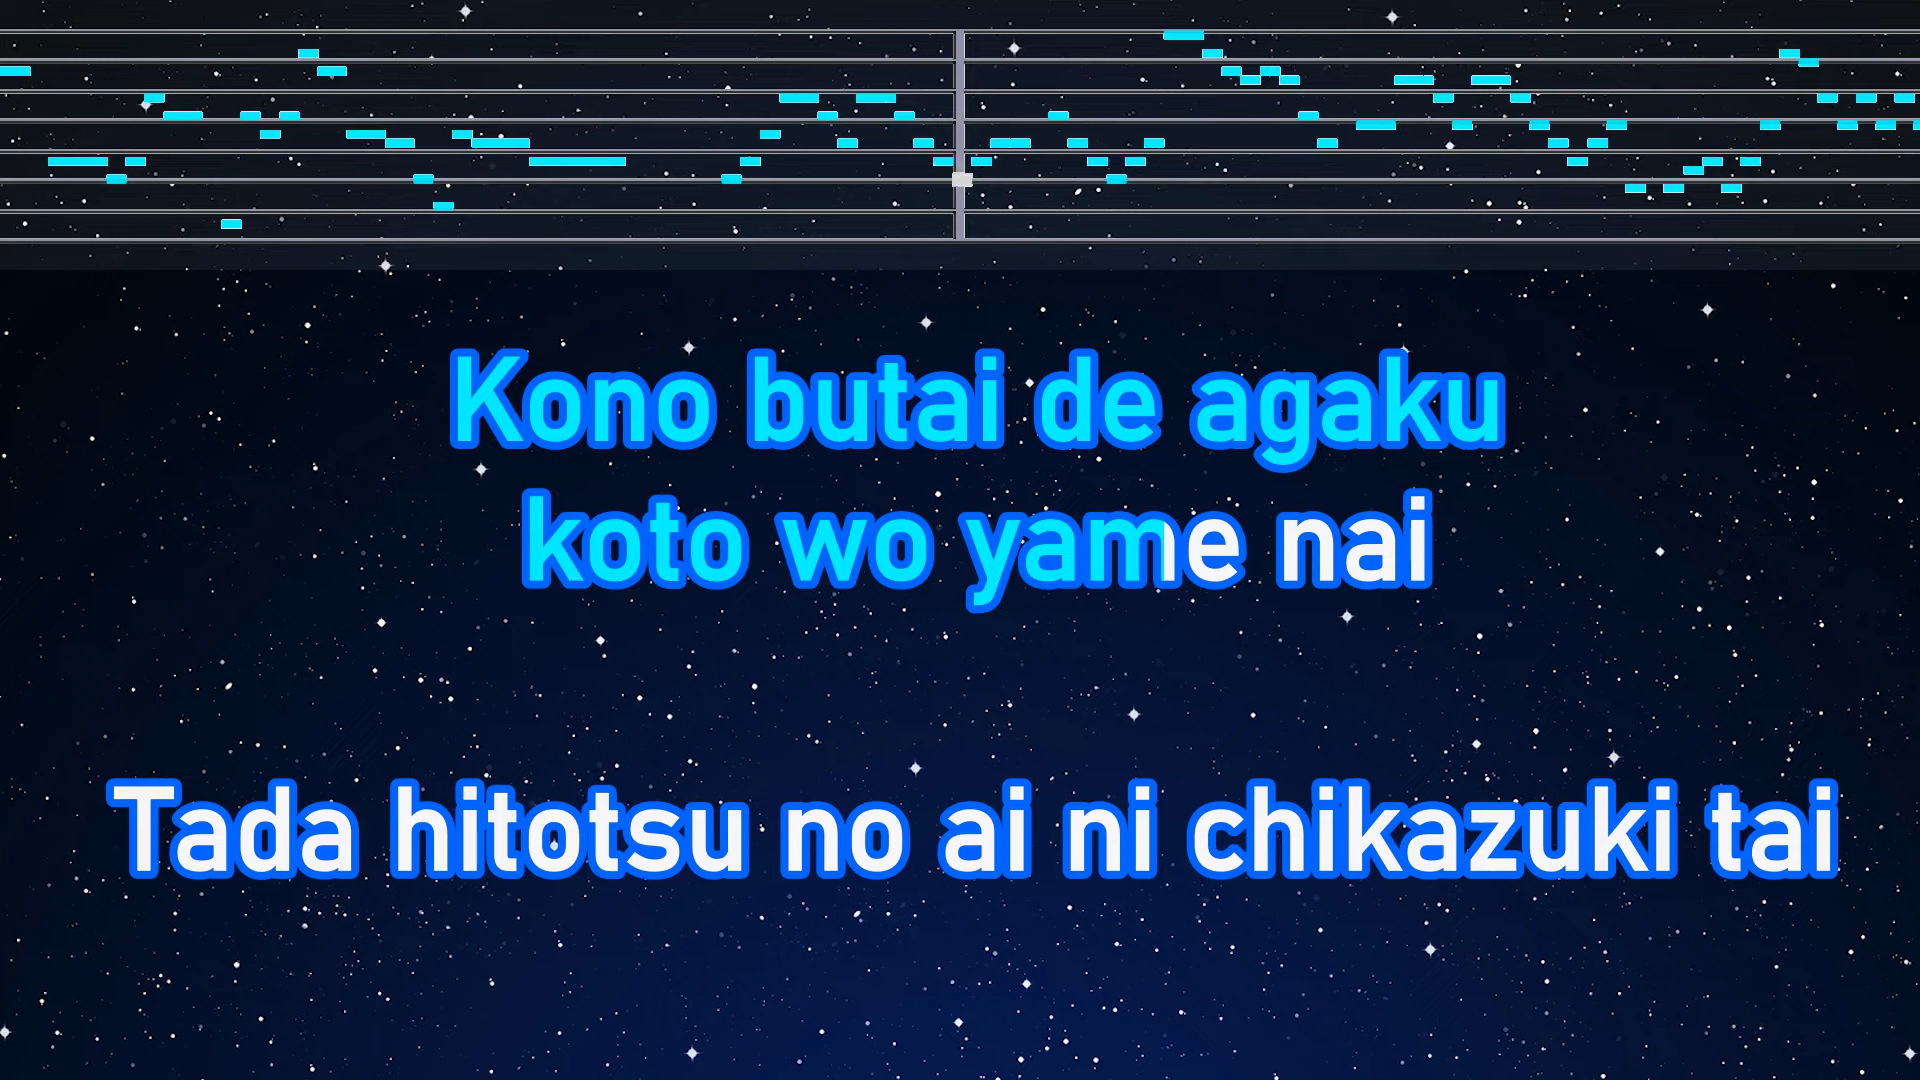 Kono butai de agaku
koto wo yame nai
Tada hitotsu no ai ni chikazuki tai